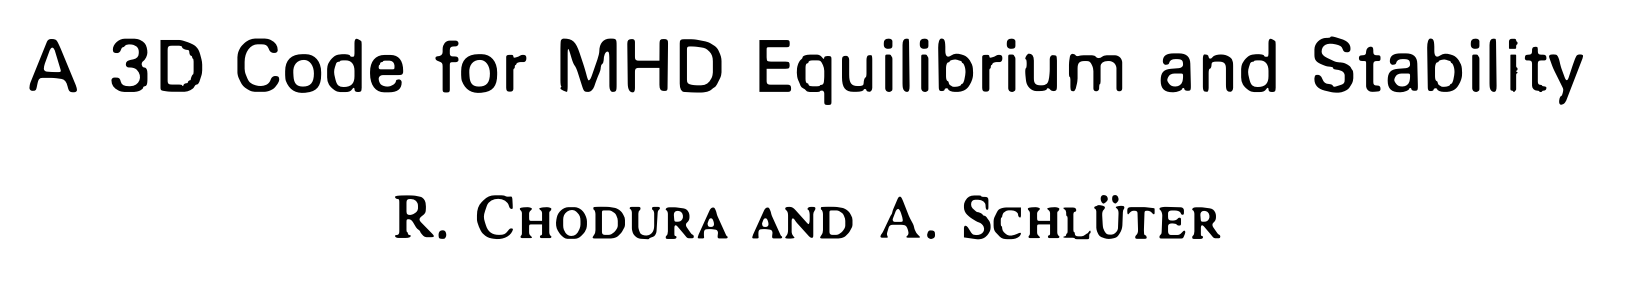 A 3D Code for MHD Equilibrium and Stability
R. CHODURA AND A. SCHLÜTER